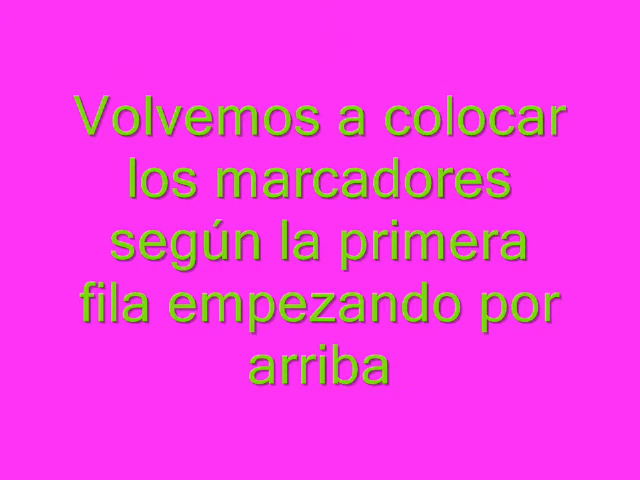 Volvemos a colocar
los marcadores
según la primera
fila empezando por
arriba